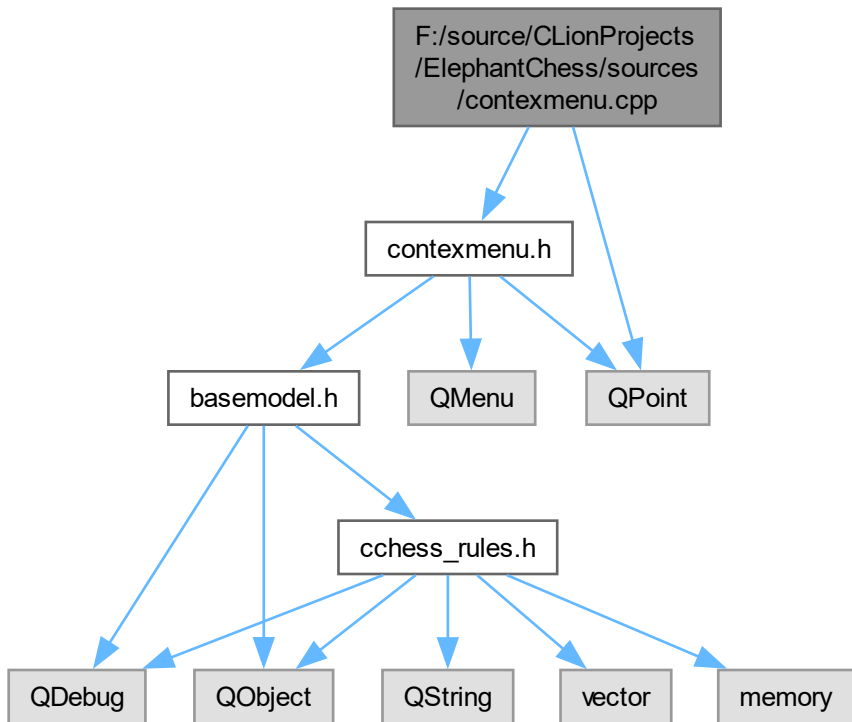 F:/source/CLionProjects
/ElephantChess/sources
/contexmenu.cpp
contexmenu.h
basemodel.h
QMenu
QPoint
cchess_rules.h
QDebug
QObject
QString
vector
memory